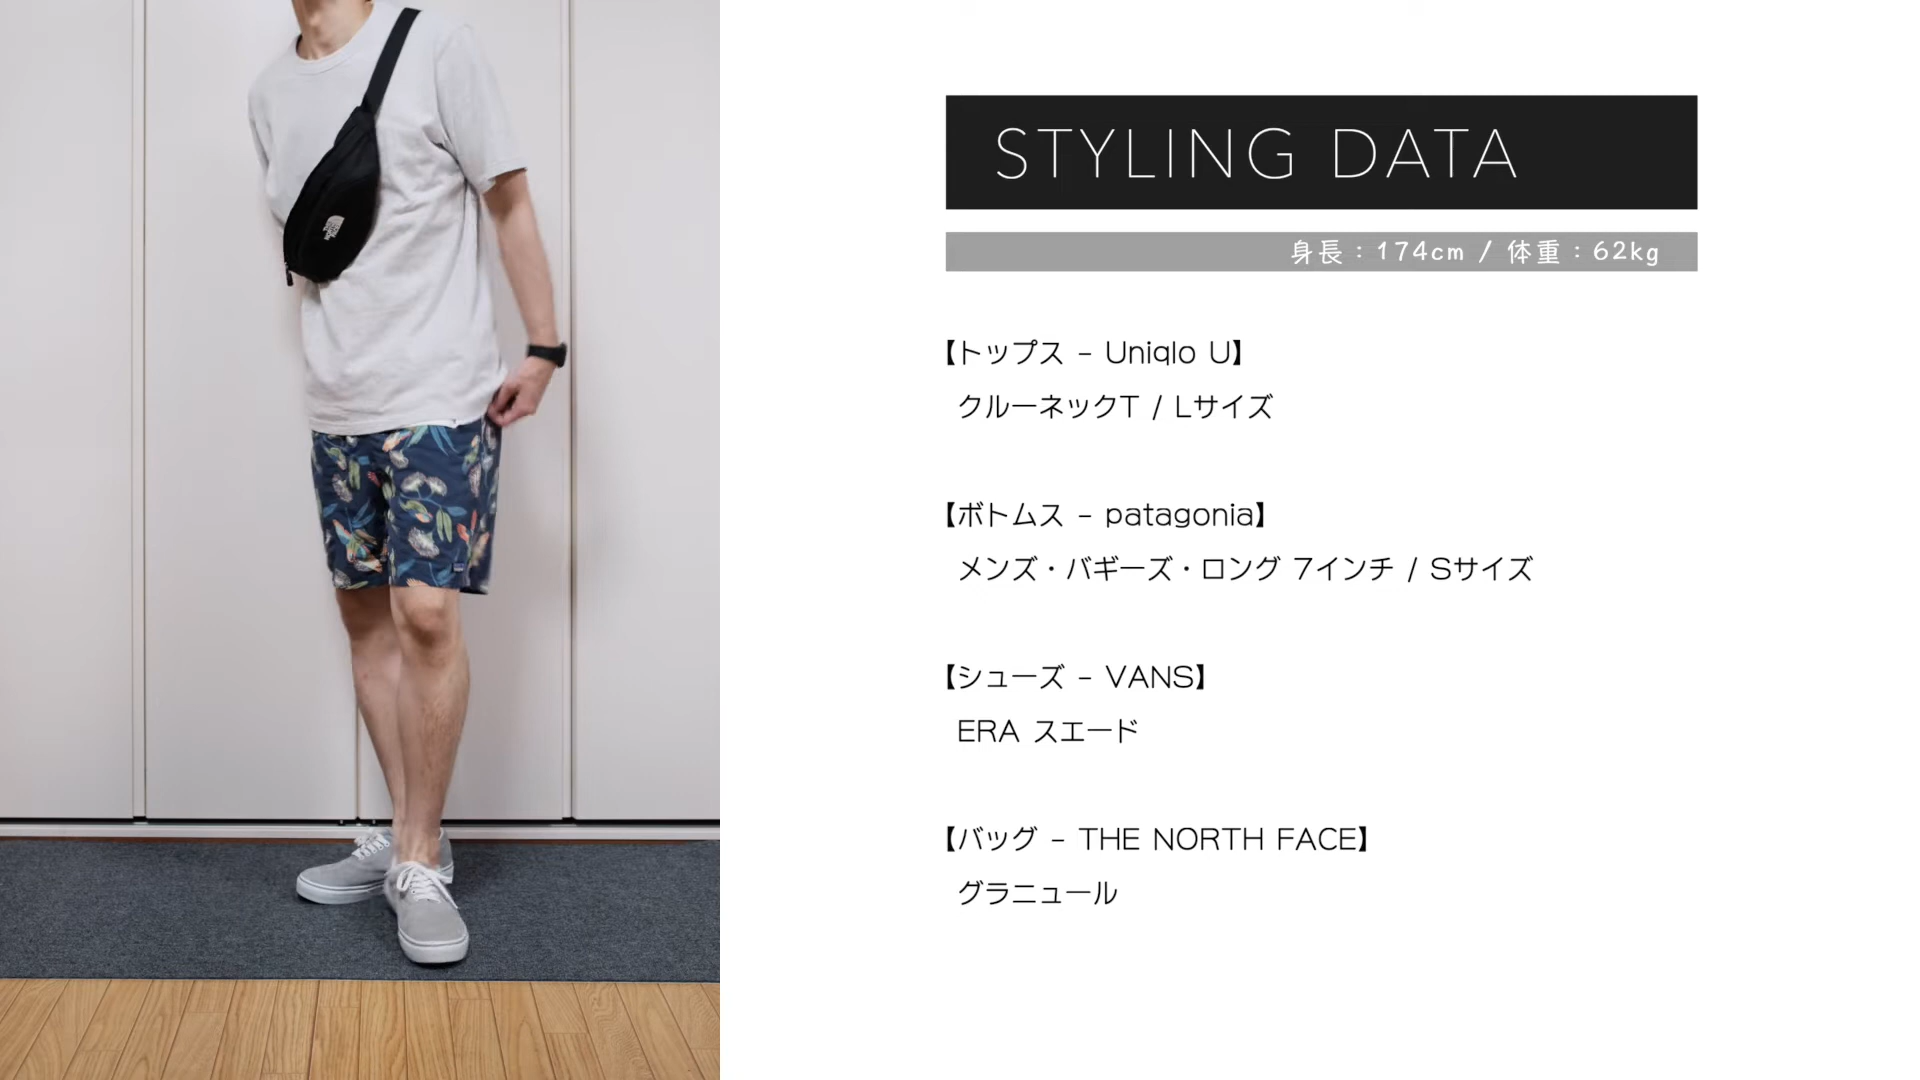 STYLING DATA
身長：174cm / 体重：62kg
【トップス – Uniqlo U】
クルーネックT / Lサイズ
【ボトムス – patagonia】
メンズ・バギーズ・ロング 7インチ / Sサイズ
【シューズ – VANS】
ERA スエード
【バッグ – THE NORTH FACE】
グラニュール